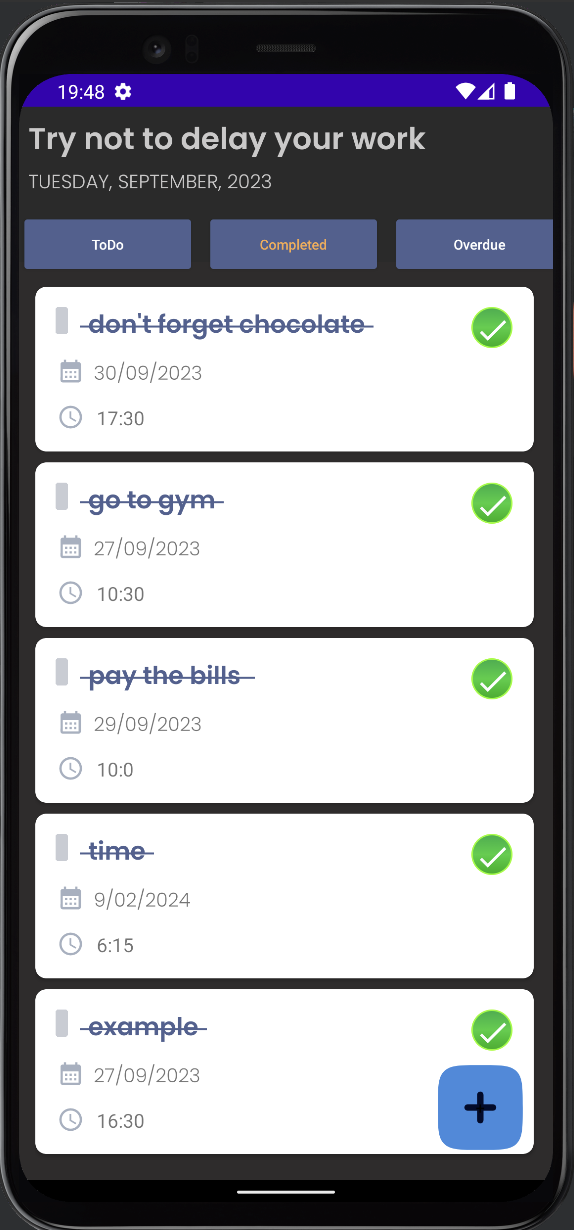 19:48
Try not to delay your work
TUESDAY, SEPTEMBER, 2023
ToDo Completed Overdue
don't forget chocolate
30/09/2023
17:30
go to gym
27/09/2023
10:30
pay the bills
29/09/2023
10:0
time
9/02/2024
6:15
example
27/09/2023
16:30